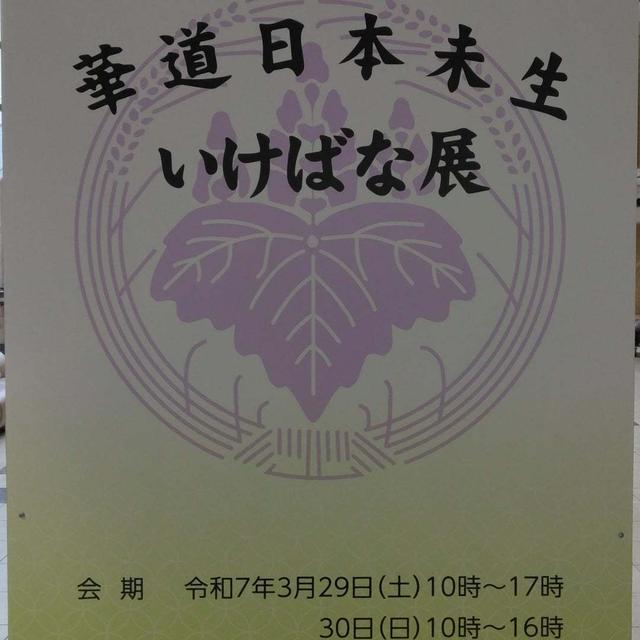 華道日本未生
いけばな展
会期 令和7年3月29日(土)10時～17時
30日(日)10時～16時